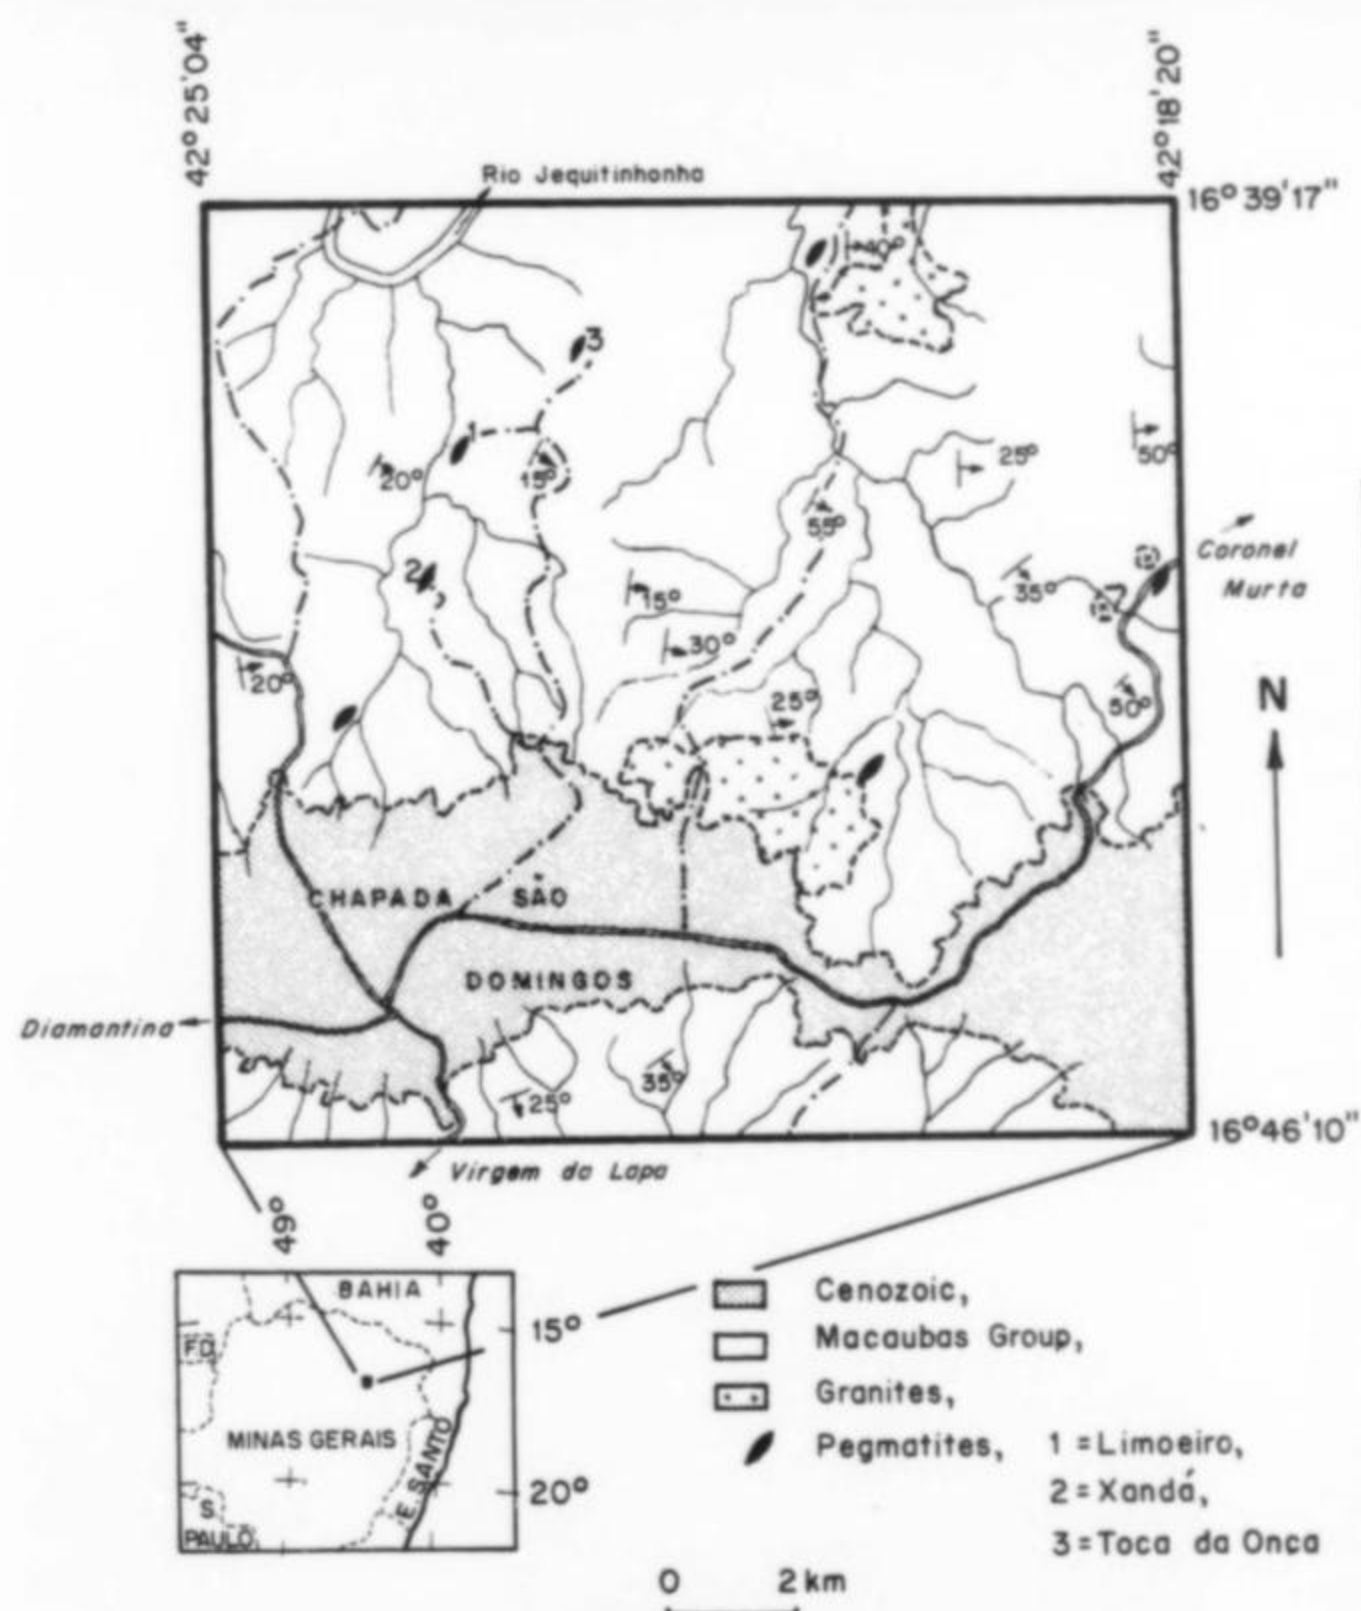 42° 25' 04"
42° 18' 20"
Rio Jequitinhonha
16° 39' 17"
40°
3
1
20°
15°
25°
50°
55°
2
Coronel
Murta
15°
35°
30°
20°
25°
50°
N
CHAPADA SÃO
DOMINGOS
Diamantina
35°
25°
16° 46' 10"
Virgem da Lapa
49°
40°
BAHIA
15°
F.D.
MINAS GERAIS
E. SANTO
20°
S.
PAULO
Cenozoic,
Macaubas Group,
Granites,
Pegmatites, 1 = Limoeiro,
2 = Xandá,
3 = Toca da Onça
0 2 km